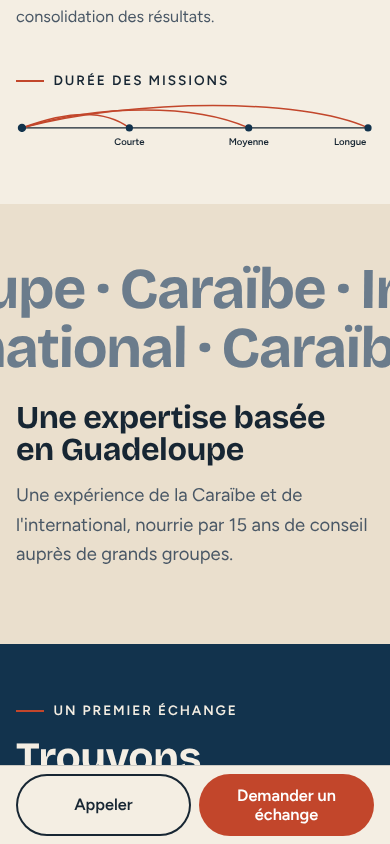 consolidation des résultats.
DURÉE DES MISSIONS
Courte
Moyenne
Longue
upe · Caraïbe · In
national · Caraïb
Une expertise basée
en Guadeloupe
Une expérience de la Caraïbe et de
l'international, nourrie par 15 ans de conseil
auprès de grands groupes.
UN PREMIER ÉCHANGE
Trouvons
Appeler
Demander un
échange